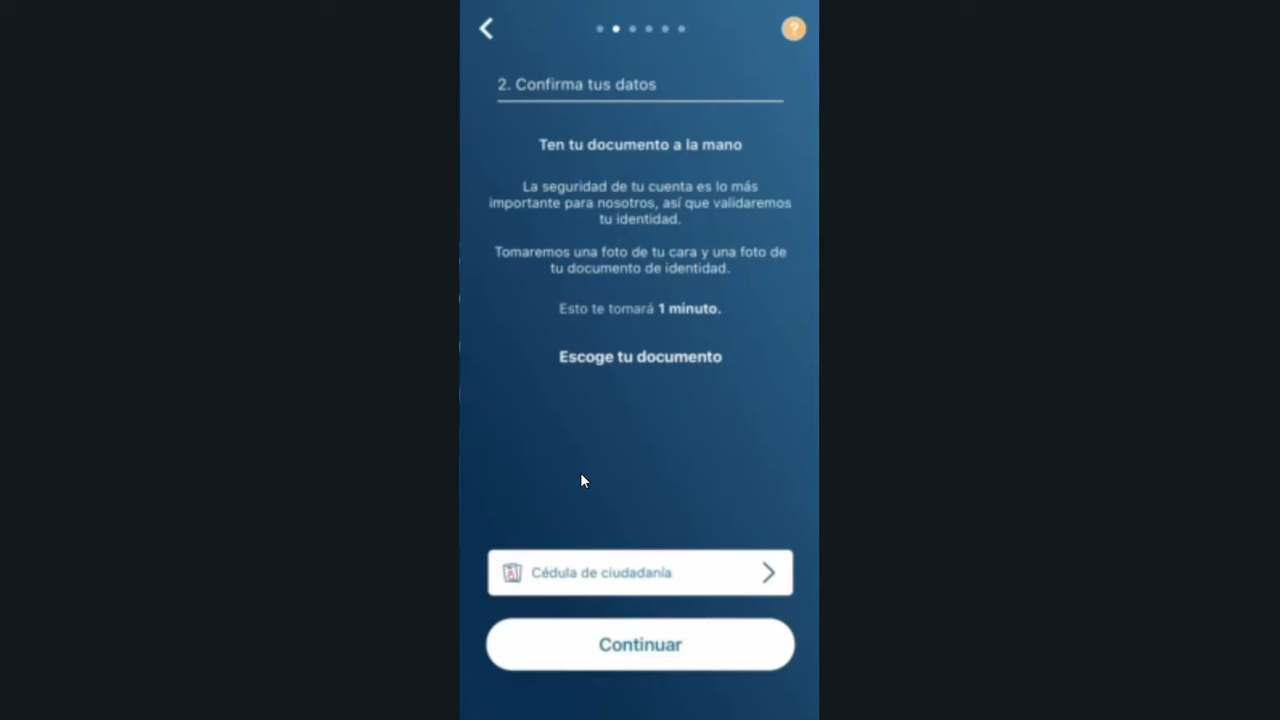 ?
2. Confirma tus datos
Ten tu documento a la mano
La seguridad de tu cuenta es lo más
importante para nosotros, así que validaremos
tu identidad.
Tomaremos una foto de tu cara y una foto de
tu documento de identidad.
Esto te tomará 1 minuto.
Escoge tu documento
Cédula de ciudadanía
Continuar